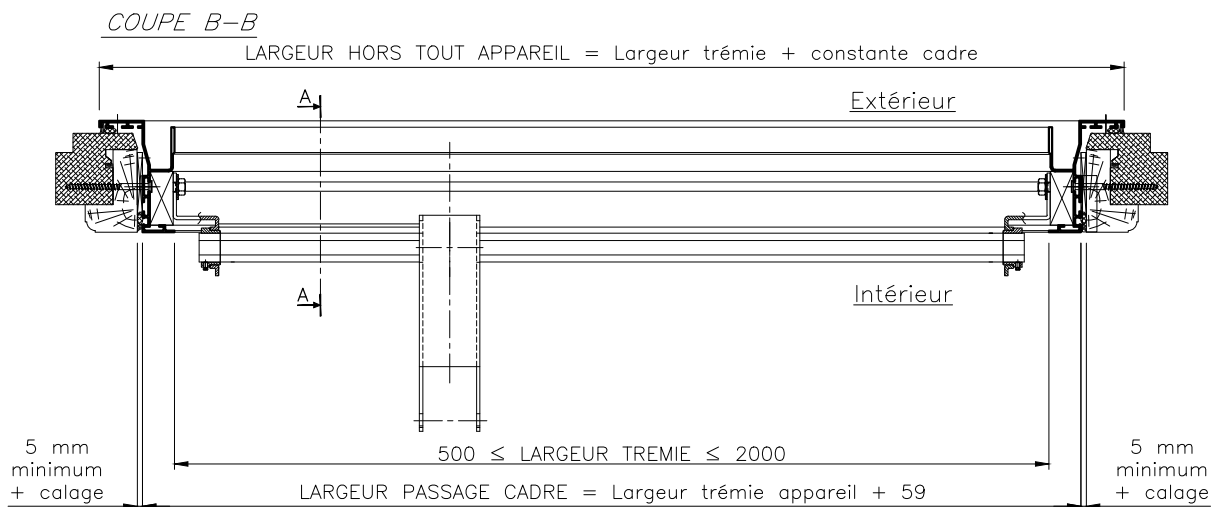 COUPE B-B
LARGEUR HORS TOUT APPAREIL = Largeur trémie + constante cadre
A
Extérieur
A
Intérieur
500 ≤ LARGEUR TREMIE ≤ 2000
5 mm
minimum
+ calage
5 mm
minimum
+ calage
LARGEUR PASSAGE CADRE = Largeur trémie appareil + 59